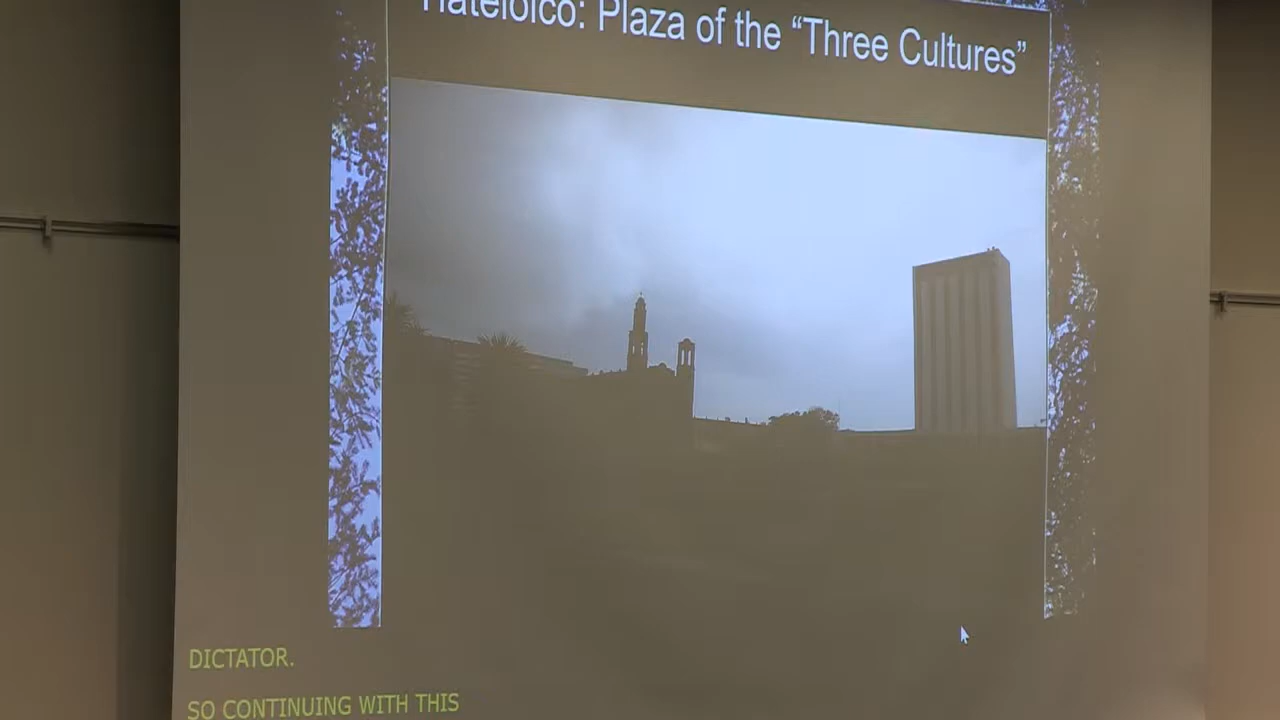 Tlatelolco: Plaza of the “Three Cultures”
DICTATOR.
SO CONTINUING WITH THIS